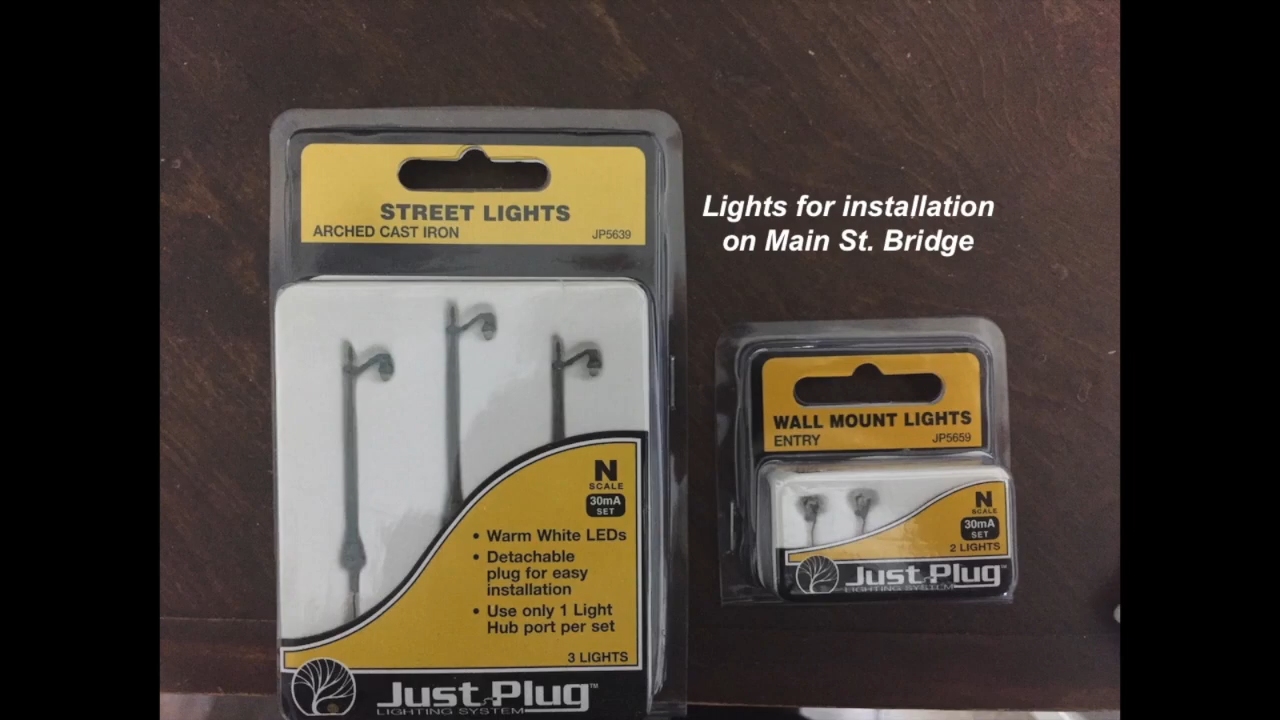 STREET LIGHTS
ARCHED CAST IRON
JP5639
N
SCALE
30mA
SET
• Warm White LEDs
• Detachable
plug for easy
installation
• Use only 1 Light
Hub port per set
3 LIGHTS
Just Plug™
LIGHTING SYSTEM
Lights for installation
on Main St. Bridge
WALL MOUNT LIGHTS
ENTRY
JP5659
N
SCALE
30mA
SET
2 LIGHTS
Just Plug™
LIGHTING SYSTEM